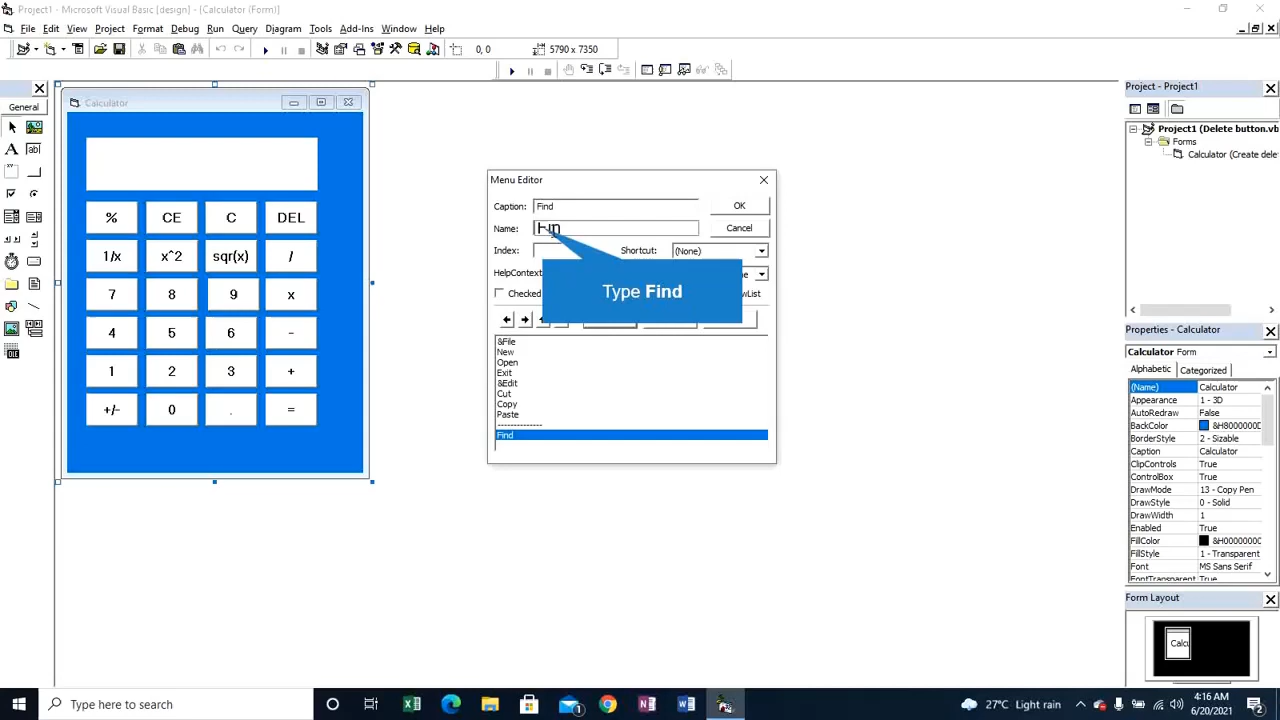 Project1 - Microsoft Visual Basic [design] - [Calculator (Form)]
File Edit View Project Format Debug Run Query Diagram Tools Add-Ins Window Help
0, 0 5790 x 7350
General
Calculator
% CE C DEL
1/x x^2 sqr(x) /
7 8 9 x
4 5 6 -
1 2 3 +
+/- 0 . =
Menu Editor
Caption: Find OK
Name: Cancel
Index: Shortcut: (None)
HelpContext
Checked
Type Find
&File
New
Open
Exit
&Edit
Cut
Copy
Paste
--------------
Find
Project - Project1
Project1 (Delete button.vb
Forms
Calculator (Create dele
Properties - Calculator
Calculator Form
Alphabetic Categorized
(Name) Calculator
Appearance 1 - 3D
AutoRedraw False
BackColor &H8000000D
BorderStyle 2 - Sizable
Caption Calculator
ClipControls True
ControlBox True
DrawMode 13 - Copy Pen
DrawStyle 0 - Solid
DrawWidth 1
Enabled True
FillColor &H00000000
FillStyle 1 - Transparent
Font MS Sans Serif
FontTransparent True
Form Layout
Calcu
Type here to search
27°C Light rain
4:16 AM
6/20/2021